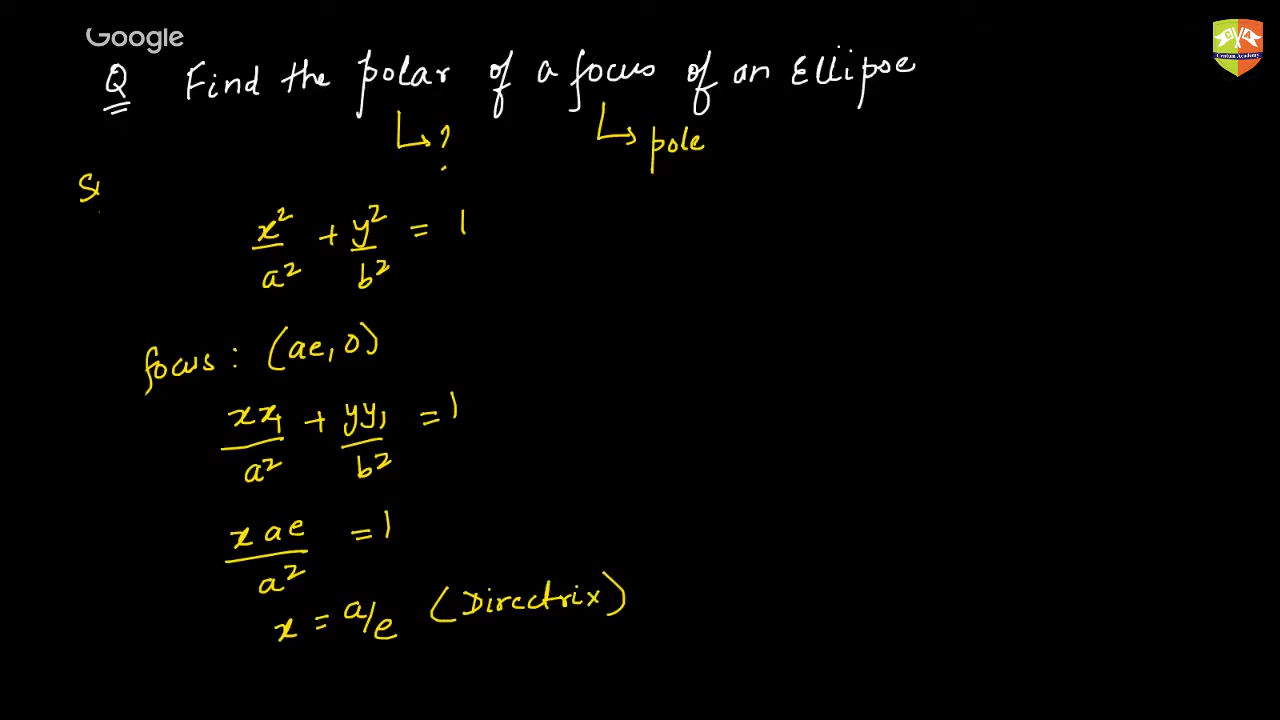 Google
Q Find the polar of a focus of an Ellipse
↳ ? ↳ pole
S
x²/a² + y²/b² = 1
focus : (ae, 0)
xx₁/a² + yy₁/b² = 1
x ae/a² = 1
x = a/e (Directrix)